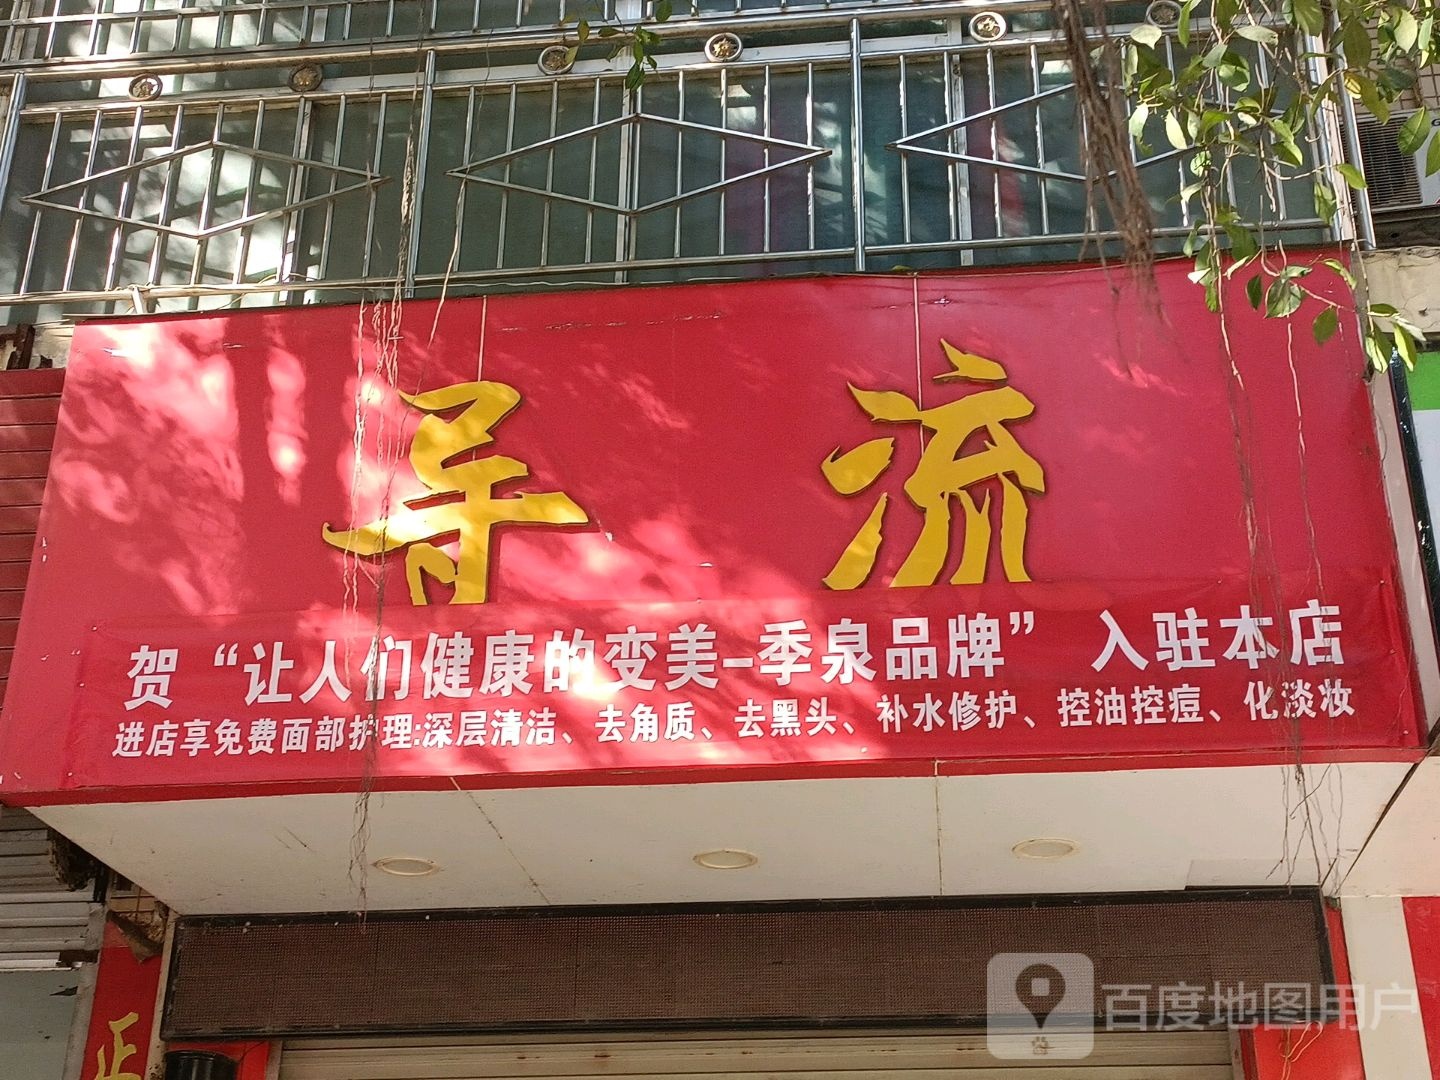 导流
贺“让人们健康的变美-季泉品牌” 入驻本店
进店享免费面部护理:深层清洁、去角质、去黑头、补水修护、控油控痘、化淡妆
正
百度地图用户